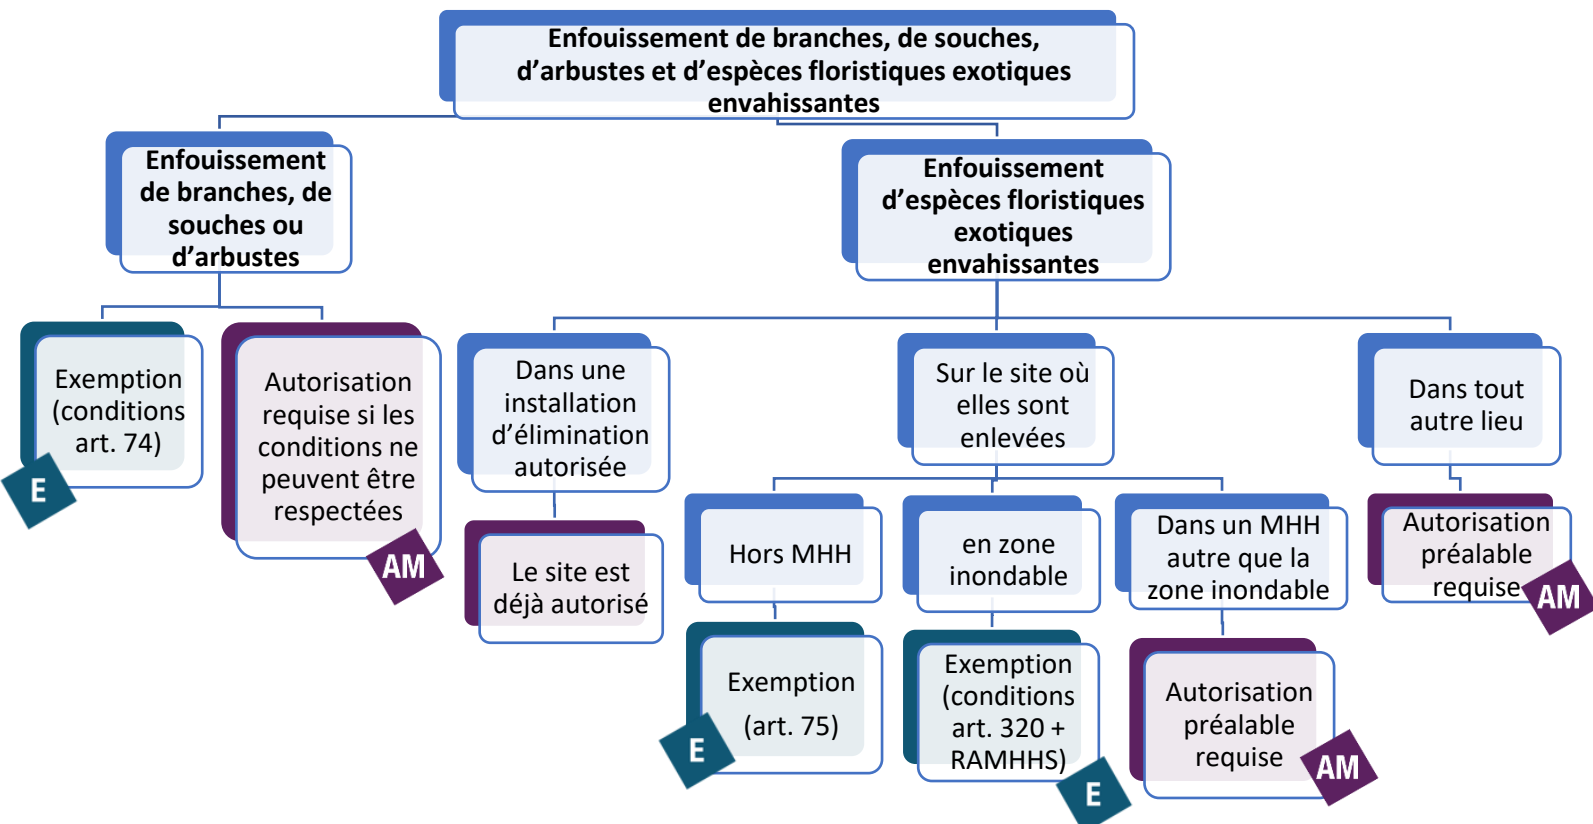 Enfouissement de branches, de souches,
d'arbustes et d'espèces floristiques exotiques
envahissantes
Enfouissement
de branches, de
souches ou
d'arbustes
Enfouissement
d'espèces floristiques
exotiques
envahissantes
Exemption
(conditions
art. 74)
E
Autorisation
requise si les
conditions ne
peuvent être
respectées
AM
Dans une
installation
d'élimination
autorisée
Le site est
déjà autorisé
Sur le site où
elles sont
enlevées
Hors MHH
Exemption
(art. 75)
E
en zone
inondable
Exemption
(conditions
art. 320 +
RAMHHS)
E
Dans un MHH
autre que la
zone inondable
Autorisation
préalable
requise
AM
Dans tout
autre lieu
Autorisation
préalable
requise
AM